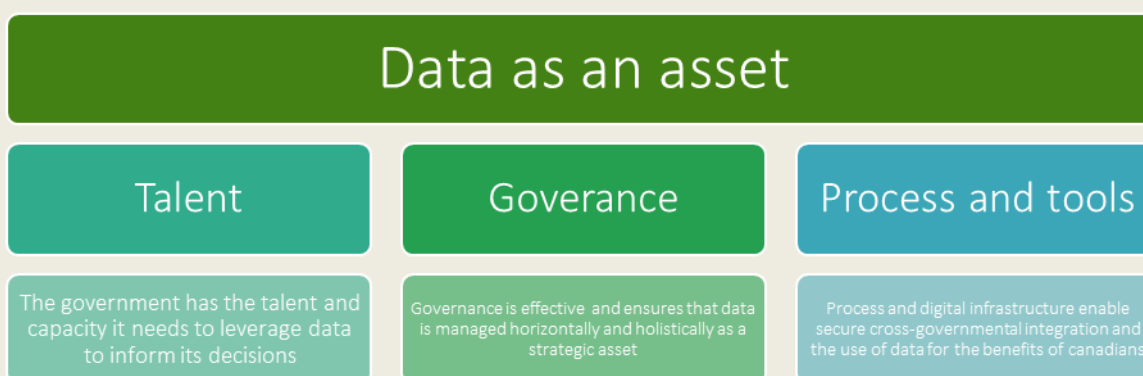 Data as an asset
Talent
Goverance
Process and tools
The government has the talent and
capacity it needs to leverage data
to inform its decisions
Governance is effective and ensures that data
is managed horizontally and holistically as a
strategic asset
Process and digital infrastructure enable
secure cross-governmental integration and
the use of data for the benefits of canadians